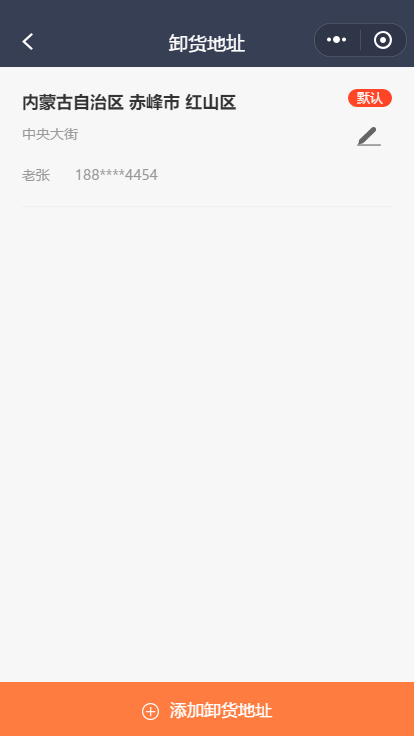 卸货地址
内蒙古自治区 赤峰市 红山区
默认
中央大街
老张 188****4454
添加卸货地址